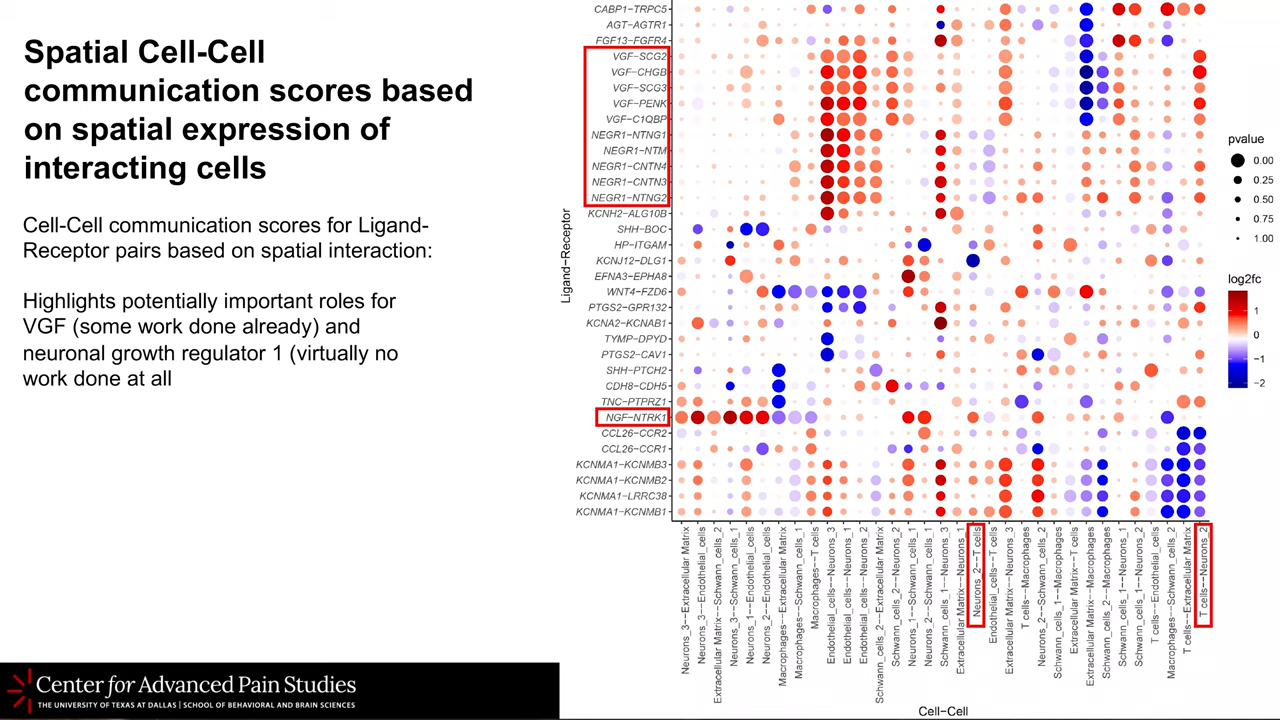 Spatial Cell-Cell
communication scores based
on spatial expression of
interacting cells
Cell-Cell communication scores for Ligand-
Receptor pairs based on spatial interaction:
Highlights potentially important roles for
VGF (some work done already) and
neuronal growth regulator 1 (virtually no
work done at all
Center for Advanced Pain Studies
THE UNIVERSITY OF TEXAS AT DALLAS | SCHOOL OF BEHAVIORAL AND BRAIN SCIENCES
Ligand−Receptor
CABP1−TRPC5
AGT−AGTR1
FGF13−FGFR4
VGF−SCG2
VGF−CHGB
VGF−SCG3
VGF−PENK
VGF−C1QBP
NEGR1−NTNG1
NEGR1−NTM
NEGR1−CNTN4
NEGR1−CNTN3
NEGR1−NTNG2
KCNH2−ALG10B
SHH−BOC
HP−ITGAM
KCNJ12−DLG1
EFNA3−EPHA8
WNT4−FZD6
PTGS2−GPR132
KCNA2−KCNAB1
TYMP−DPYD
PTGS2−CAV1
SHH−PTCH2
CDH8−CDH5
TNC−PTPRZ1
NGF−NTRK1
CCL26−CCR2
CCL26−CCR1
KCNMA1−KCNMB3
KCNMA1−KCNMB2
KCNMA1−LRRC38
KCNMA1−KCNMB1
Neurons_3−−Extracellular Matrix
Neurons_3−−Endothelial_cells
Extracellular Matrix−−Schwann_cells_2
Neurons_3−−Schwann_cells_1
Neurons_1−−Endothelial_cells
Neurons_2−−Endothelial_cells
Macrophages−−Extracellular Matrix
Macrophages−−Schwann_cells_1
Macrophages−−T cells
Endothelial_cells−−Neurons_3
Endothelial_cells−−Neurons_1
Endothelial_cells−−Neurons_2
Schwann_cells_2−−Extracellular Matrix
Schwann_cells_2−−Neurons_2
Neurons_1−−Schwann_cells_1
Neurons_2−−Schwann_cells_1
Schwann_cells_1−−Neurons_3
Extracellular Matrix−−Neurons_1
Neurons_2−−T cells
Endothelial_cells−−T cells
Extracellular Matrix−−Neurons_3
T cells−−Macrophages
Neurons_2−−Schwann_cells_2
Schwann_cells_1−−Macrophages
Extracellular Matrix−−T cells
Extracellular Matrix−−Macrophages
Schwann_cells_2−−Macrophages
Schwann_cells_1−−Neurons_1
Schwann_cells_1−−Neurons_2
T cells−−Endothelial_cells
Macrophages−−Schwann_cells_2
T cells−−Extracellular Matrix
T cells−−Neurons_2
Cell−Cell
pvalue
0.00
0.25
0.50
0.75
1.00
log2fc
1
0
−1
−2